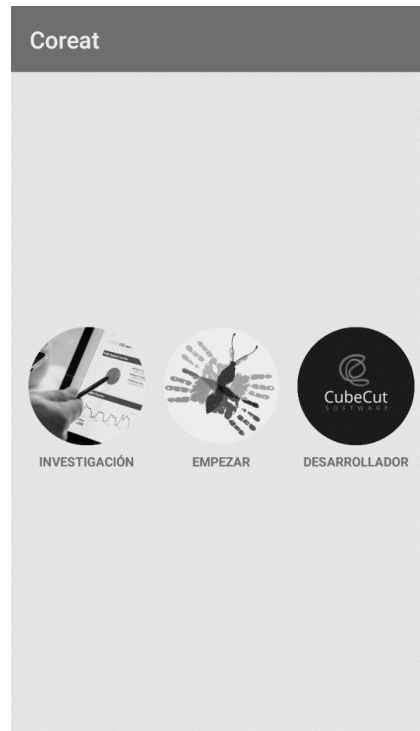 Coreat
CubeCut
SOFTWARE
INVESTIGACIÓN
EMPEZAR
DESARROLLADOR